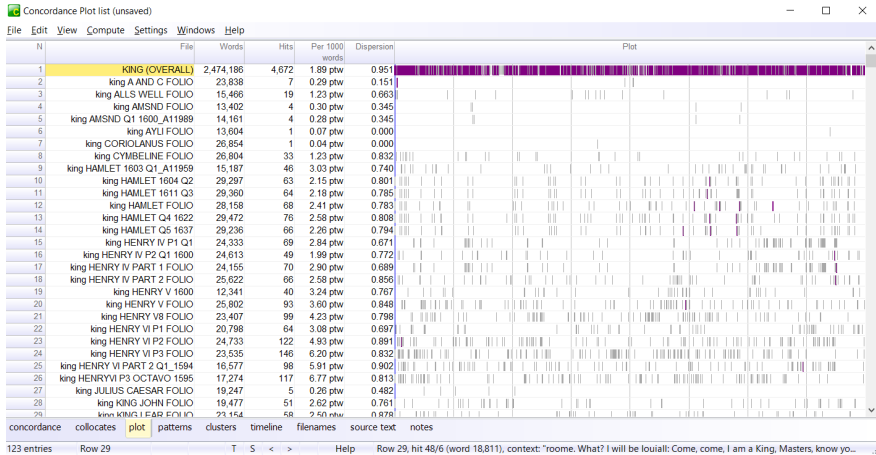 Concordance Plot list (unsaved)
File Edit View Compute Settings Windows Help
N File Words Hits Per 1000 words Dispersion Plot
1 KING (OVERALL) 2,474,186 4,672 1.89 ptw 0.951
2 king A AND C FOLIO 23,838 7 0.29 ptw 0.151
3 king ALLS WELL FOLIO 15,466 19 1.23 ptw 0.663
4 king AMSND FOLIO 13,402 4 0.30 ptw 0.345
5 king AMSND Q1 1600_A11989 14,161 4 0.28 ptw 0.345
6 king AYLI FOLIO 13,604 1 0.07 ptw 0.000
7 king CORIOLANUS FOLIO 26,854 1 0.04 ptw 0.000
8 king CYMBELINE FOLIO 26,804 33 1.23 ptw 0.832
9 king HAMLET 1603 Q1_A11959 15,187 46 3.03 ptw 0.740
10 king HAMLET 1604 Q2 29,297 63 2.15 ptw 0.801
11 king HAMLET 1611 Q3 29,360 64 2.18 ptw 0.785
12 king HAMLET FOLIO 28,158 68 2.41 ptw 0.783
13 king HAMLET Q4 1622 29,472 76 2.58 ptw 0.808
14 king HAMLET Q5 1637 29,236 66 2.26 ptw 0.794
15 king HENRY IV P1 Q1 24,333 69 2.84 ptw 0.671
16 king HENRY IV P2 Q1 1600 24,613 49 1.99 ptw 0.772
17 king HENRY IV PART 1 FOLIO 24,155 70 2.90 ptw 0.689
18 king HENRY IV PART 2 FOLIO 25,622 66 2.58 ptw 0.856
19 king HENRY V 1600 12,341 40 3.24 ptw 0.767
20 king HENRY V FOLIO 25,802 93 3.60 ptw 0.848
21 king HENRY V8 FOLIO 23,407 99 4.23 ptw 0.798
22 king HENRY VI P1 FOLIO 20,798 64 3.08 ptw 0.697
23 king HENRY VI P2 FOLIO 24,733 122 4.93 ptw 0.891
24 king HENRY VI P3 FOLIO 23,535 146 6.20 ptw 0.832
25 king HENRY VI PART 2 Q1_1594 16,577 98 5.91 ptw 0.902
26 king HENRYVI P3 OCTAVO 1595 17,274 117 6.77 ptw 0.813
27 king JULIUS CAESAR FOLIO 19,247 5 0.26 ptw 0.482
28 king KING JOHN FOLIO 19,477 51 2.62 ptw 0.761
29 king KING LEAR FOLIO 23,154 58 2.50 ptw 0.878
concordance collocates plot patterns clusters timeline filenames source text notes
123 entries Row 29 T S < > Help Row 29, hit 48/6 (word 18,811), context: "roome. What? I will be louiall: Come, come, I am a King, Masters, know yo...